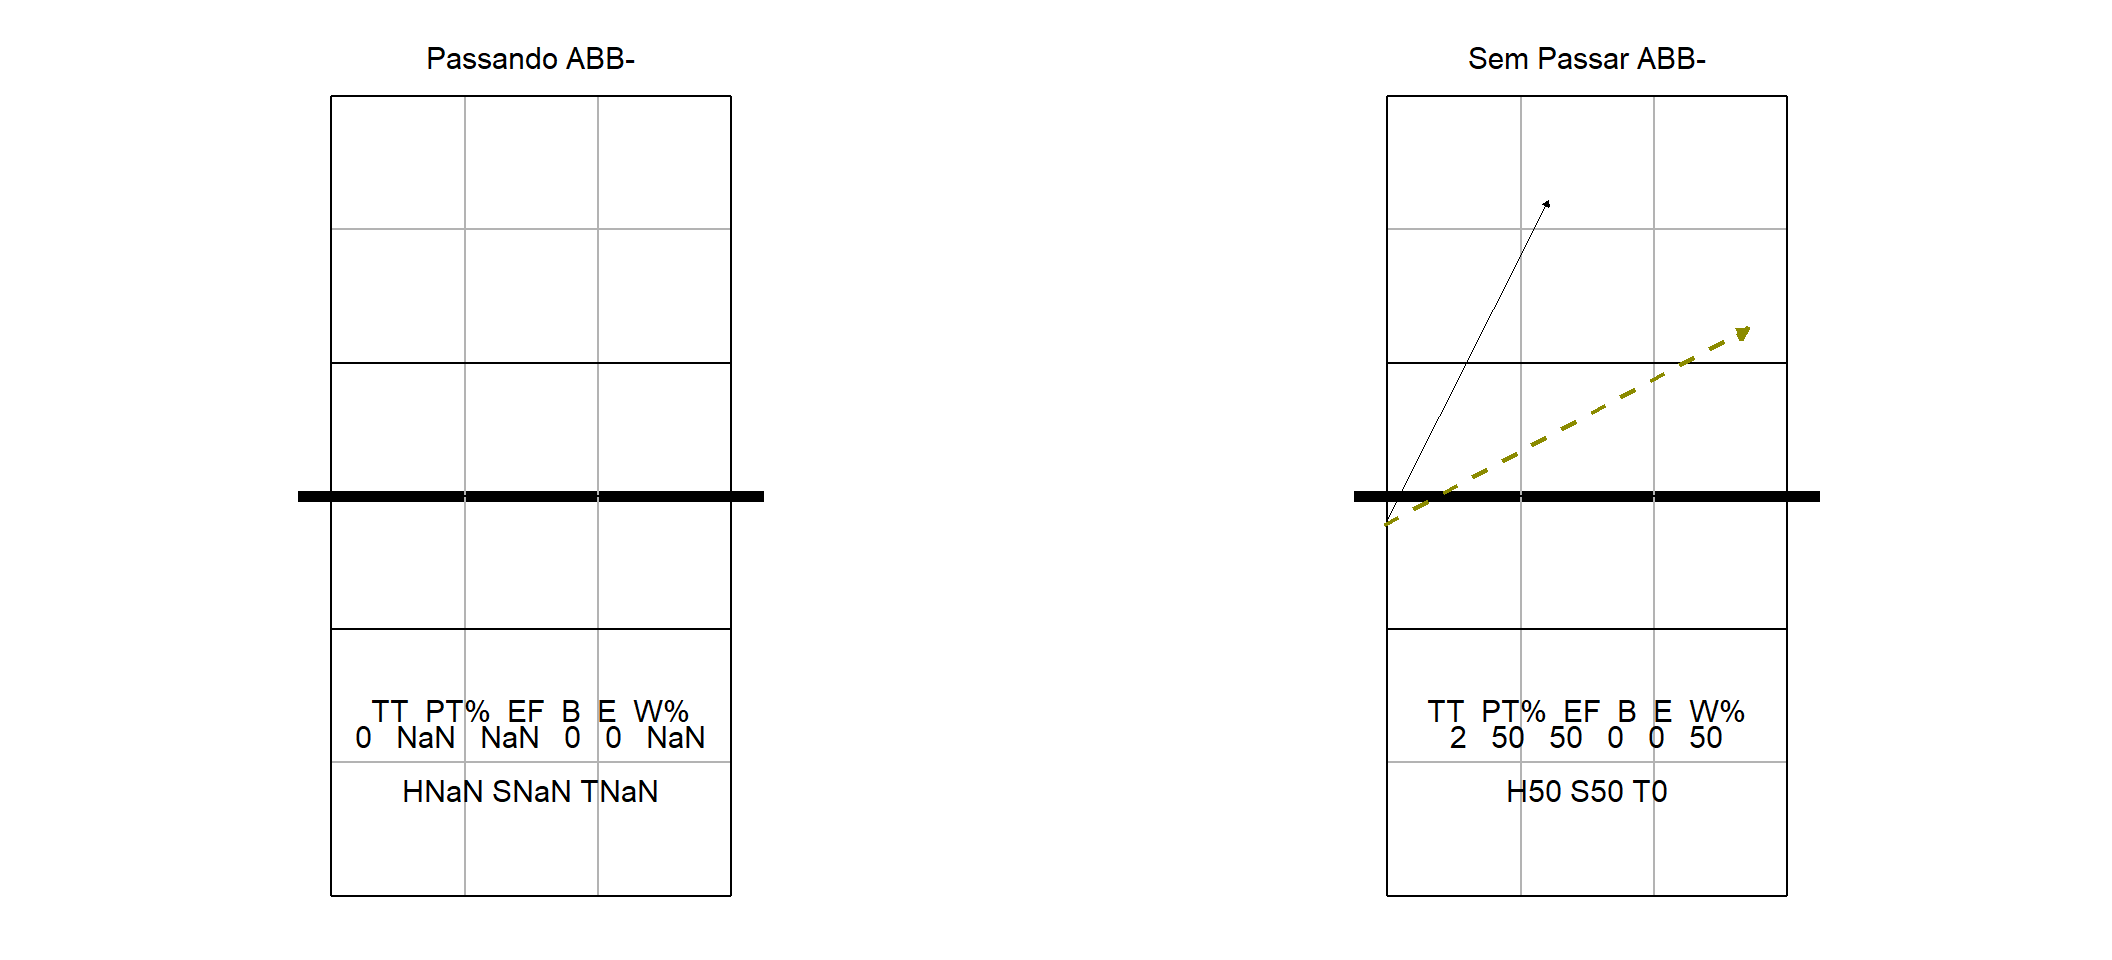 Passando ABB-
TT PT% EF B E W%
0 NaN NaN 0 0 NaN
HNaN SNaN TNaN
Sem Passar ABB-
TT PT% EF B E W%
2 50 50 0 0 50
H50 S50 T0